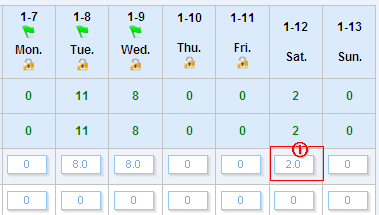 1-7 1-8 1-9 1-10 1-11 1-12 1-13
Mon. Tue. Wed. Thu. Fri. Sat. Sun.
0 11 8 0 0 2 0
0 11 8 0 0 2 0
①
0 8.0 8.0 0 0 2.0 0
0 0 0 0 0 0 0